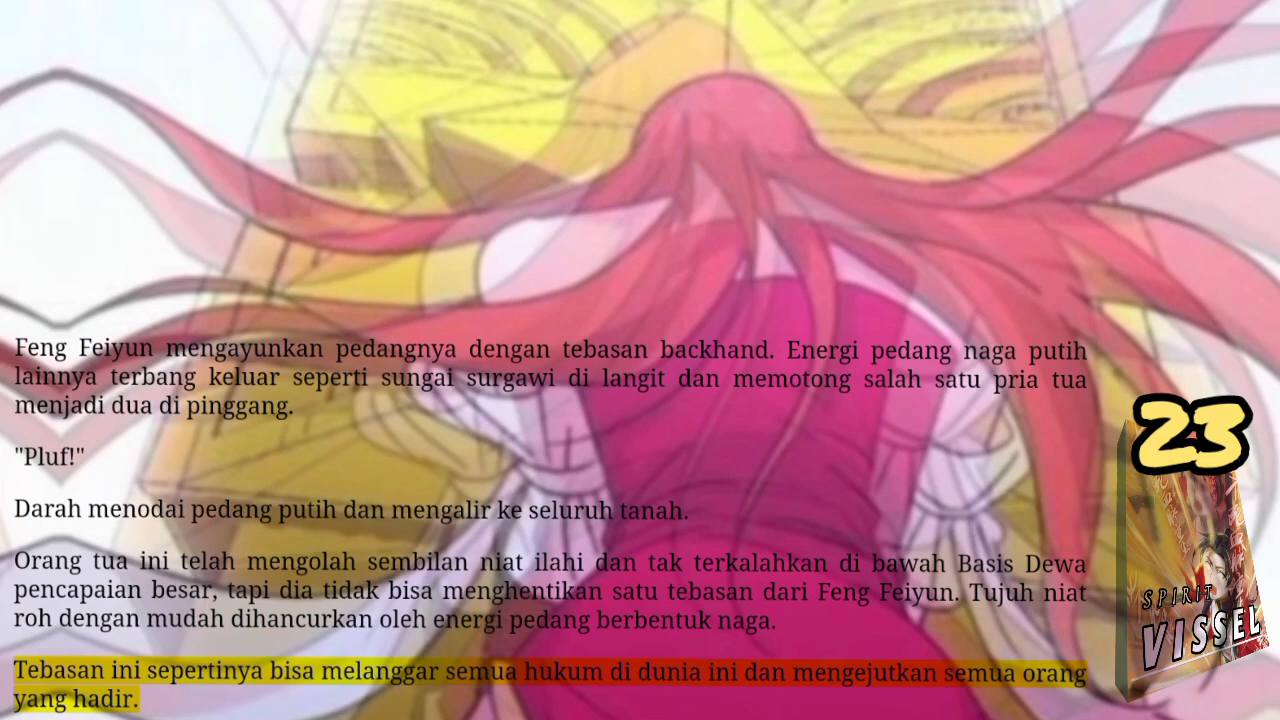 Feng Feiyun mengayunkan pedangnya dengan tebasan backhand. Energi pedang naga putih
lainnya terbang keluar seperti sungai surgawi di langit dan memotong salah satu pria tua
menjadi dua di pinggang.
"Pluf!"
Darah menodai pedang putih dan mengalir ke seluruh tanah.
Orang tua ini telah mengolah sembilan niat ilahi dan tak terkalahkan di bawah Basis Dewa
pencapaian besar, tapi dia tidak bisa menghentikan satu tebasan dari Feng Feiyun. Tujuh niat
roh dengan mudah dihancurkan oleh energi pedang berbentuk naga.
Tebasan ini sepertinya bisa melanggar semua hukum di dunia ini dan mengejutkan semua orang
yang hadir.
23
SPIRIT
VISSEL